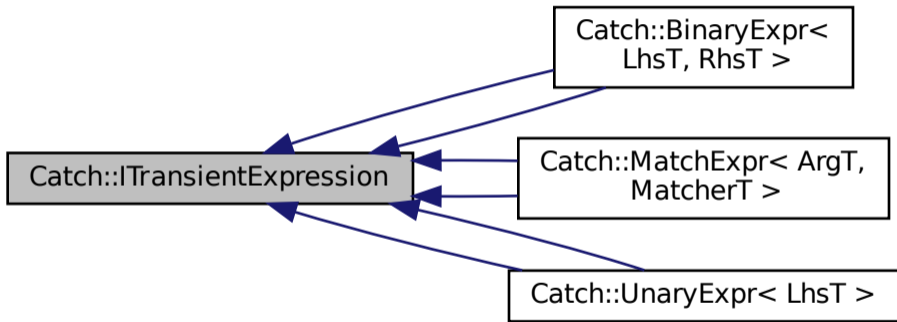 Catch::BinaryExpr<
LhsT, RhsT >
Catch::ITransientExpression
Catch::MatchExpr< ArgT,
MatcherT >
Catch::UnaryExpr< LhsT >